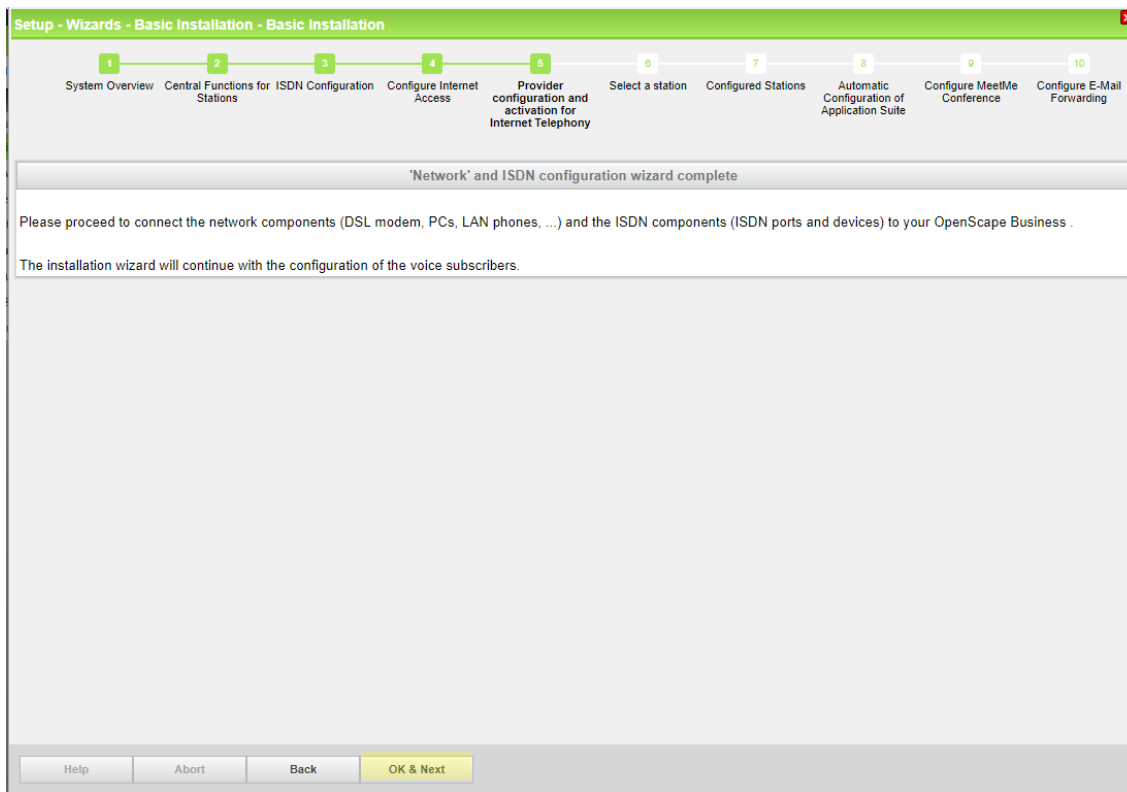 Setup - Wizards - Basic Installation - Basic Installation
x
1
2
3
4
5
6
7
8
9
10
System Overview
Central Functions for
Stations
ISDN Configuration
Configure Internet
Access
Provider
configuration and
activation for
Internet Telephony
Select a station
Configured Stations
Automatic
Configuration of
Application Suite
Configure MeetMe
Conference
Configure E-Mail
Forwarding
'Network' and ISDN configuration wizard complete
Please proceed to connect the network components (DSL modem, PCs, LAN phones, ...) and the ISDN components (ISDN ports and devices) to your OpenScape Business .
The installation wizard will continue with the configuration of the voice subscribers.
Help
Abort
Back
OK & Next